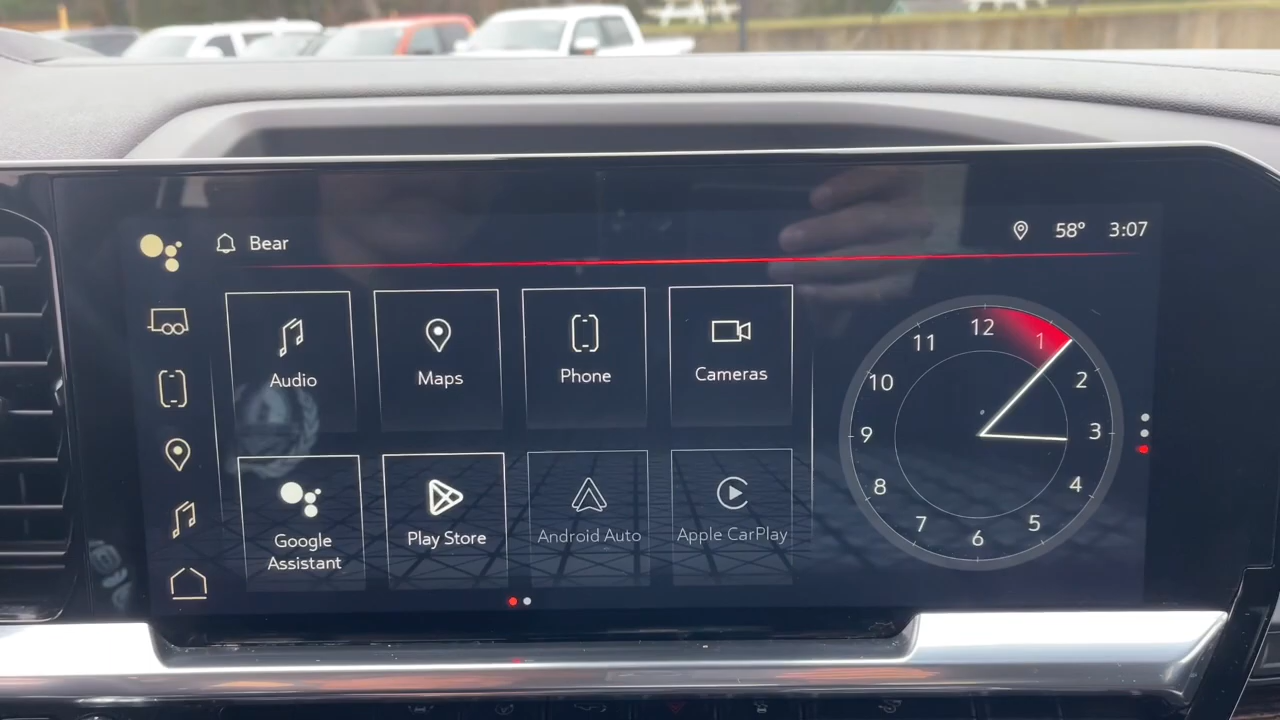 Bear
58° 3:07
Audio
Maps
Phone
Cameras
Google
Assistant
Play Store
Android Auto
Apple CarPlay
12
1
2
3
4
5
6
7
8
9
10
11